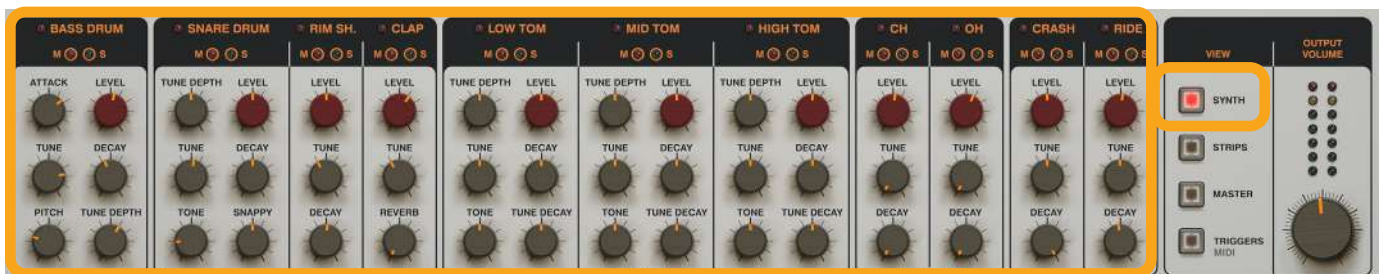 BASS DRUM SNARE DRUM RIM SH. CLAP LOW TOM MID TOM HIGH TOM CH OH CRASH RIDE
M S M S M S M S M S M S M S M S M S M S M S
VIEW
OUTPUT
VOLUME
ATTACK LEVEL TUNE DEPTH LEVEL LEVEL LEVEL TUNE DEPTH LEVEL TUNE DEPTH LEVEL TUNE DEPTH LEVEL LEVEL LEVEL LEVEL LEVEL
SYNTH
TUNE DECAY TUNE DECAY TUNE TUNE TUNE DECAY TUNE DECAY TUNE DECAY TUNE TUNE TUNE TUNE
STRIPS
MASTER
PITCH TUNE DEPTH TONE SNAPPY DECAY REVERB TONE TUNE DECAY TONE TUNE DECAY TONE TUNE DECAY DECAY DECAY DECAY DECAY
TRIGGERS
MIDI